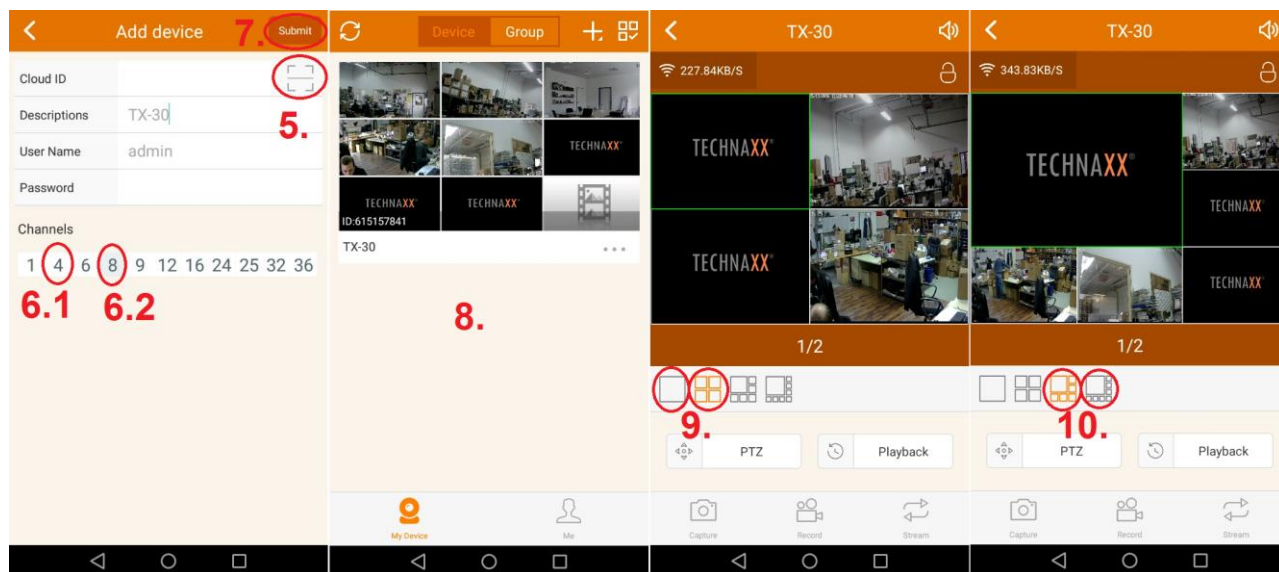 Add device
7.
Submit
Cloud ID
5.
Descriptions
TX-30
User Name
admin
Password
Channels
1 4 6 8 9 12 16 24 25 32 36
6.1 6.2
Device Group
TECHNAXX
TECHNAXX TECHNAXX
ID:615157841
TX-30
8.
My Device
Me
TX-30
227.84KB/S
TECHNAXX
TECHNAXX
1/2
9.
PTZ
Playback
Capture
Record
Stream
TX-30
343.83KB/S
TECHNAXX
TECHNAXX
TECHNAXX
1/2
10.
PTZ
Playback
Capture
Record
Stream